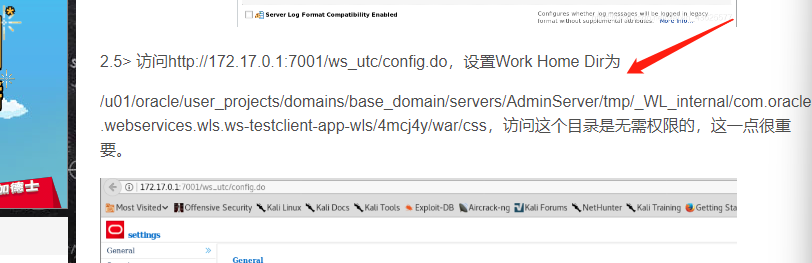 Server Log Format Compatibility Enabled
Configures whether log messages will be logged in legacy
format without supplemental attributes. More Info...
2.5> 访问http://172.17.0.1:7001/ws_utc/config.do，设置Work Home Dir为
/u01/oracle/user_projects/domains/base_domain/servers/AdminServer/tmp/_WL_internal/com.oracle
.webservices.wls.ws-testclient-app-wls/4mcj4y/war/css，访问这个目录是无需权限的，这一点很重
要。
加德士
172.17.0.1:7001/ws_utc/config.do
Most Visited Offensive Security Kali Linux Kali Docs Kali Tools Exploit-DB Aircrack-ng Kali Forums NetHunter Kali Training Getting Sta
settings
General
General